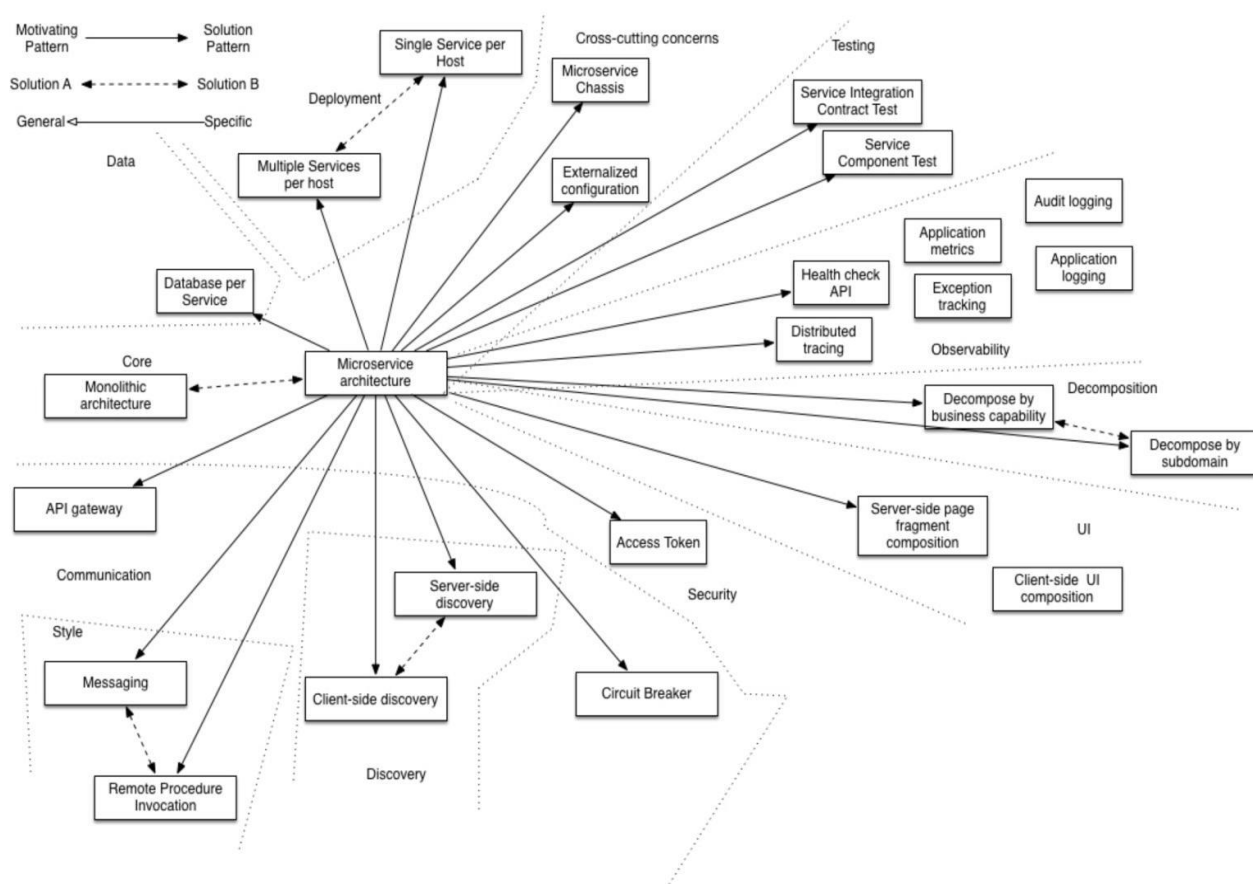 Motivating
Pattern
Solution
Pattern
Solution A
Solution B
General
Specific
Data
Deployment
Single Service per
Host
Multiple Services
per host
Cross-cutting concerns
Microservice
Chassis
Externalized
configuration
Testing
Service Integration
Contract Test
Service
Component Test
Audit logging
Application
metrics
Application
logging
Health check
API
Exception
tracking
Distributed
tracing
Observability
Database per
Service
Core
Monolithic
architecture
Microservice
architecture
Decomposition
Decompose by
business capability
Decompose by
subdomain
API gateway
Communication
Access Token
Server-side page
fragment
composition
UI
Client-side UI
composition
Server-side
discovery
Security
Style
Messaging
Client-side discovery
Circuit Breaker
Discovery
Remote Procedure
Invocation